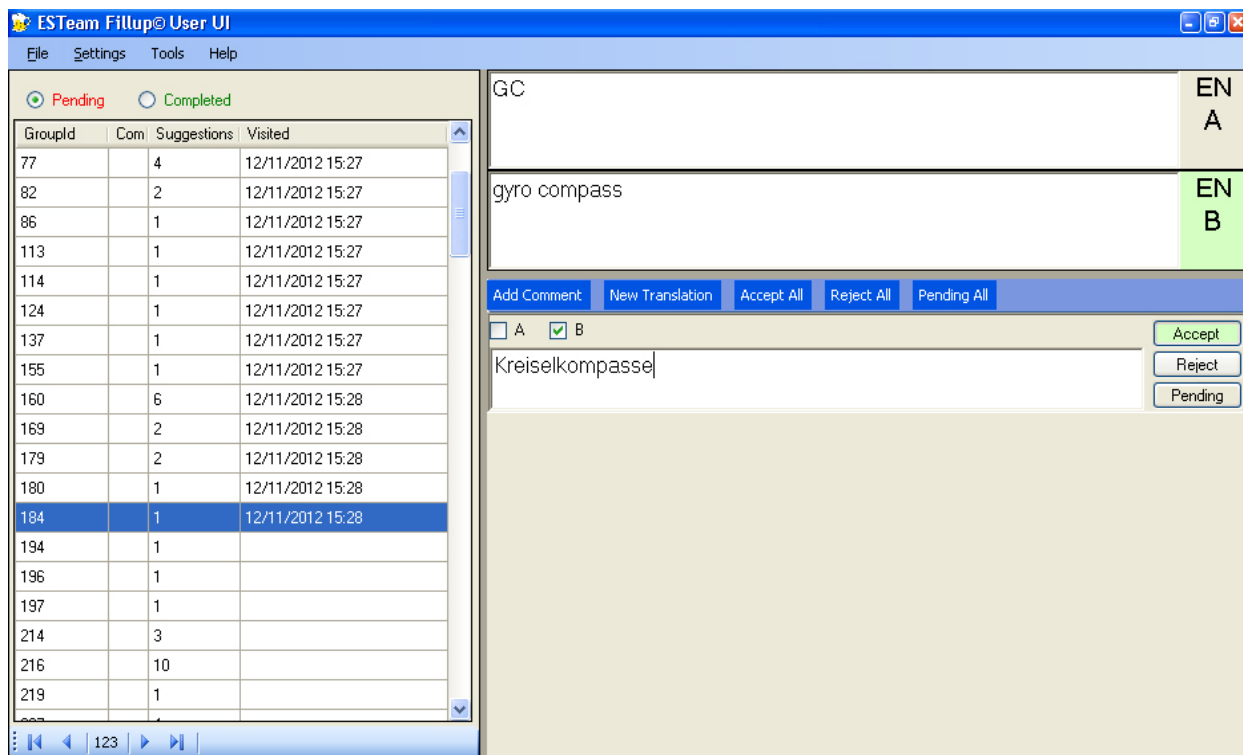 ESTeam Fillup© User UI
File Settings Tools Help
Pending Completed
GroupId Com Suggestions Visited
77 4 12/11/2012 15:27
82 2 12/11/2012 15:27
86 1 12/11/2012 15:27
113 1 12/11/2012 15:27
114 1 12/11/2012 15:27
124 1 12/11/2012 15:27
137 1 12/11/2012 15:27
155 1 12/11/2012 15:27
160 6 12/11/2012 15:28
169 2 12/11/2012 15:28
179 2 12/11/2012 15:28
180 1 12/11/2012 15:28
184 1 12/11/2012 15:28
194 1
196 1
197 1
214 3
216 10
219 1
123
GC
EN
A
gyro compass
EN
B
Add Comment New Translation Accept All Reject All Pending All
A B
Kreiselkompasse
Accept
Reject
Pending